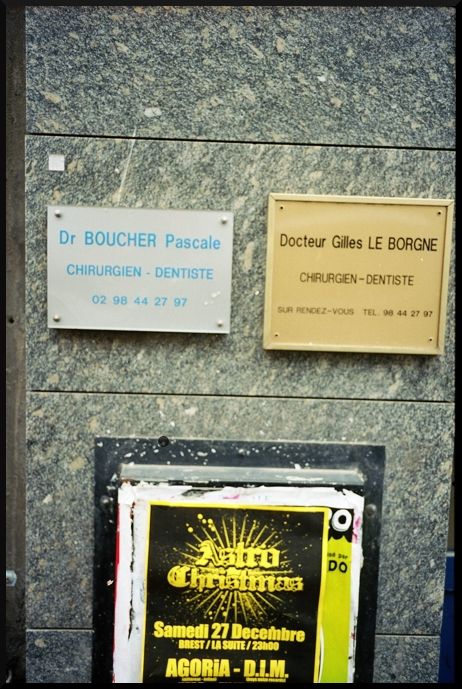 Dr BOUCHER Pascale
CHIRURGIEN - DENTISTE
02 98 44 27 97
Docteur Gilles LE BORGNE
CHIRURGIEN-DENTISTE
SUR RENDEZ-VOUS TEL. 98 44 27 97
Astro
Christmas
Samedi 27 Decembre
BREST / LA SUITE / 23h00
AGORiA - D.I.M.
DO